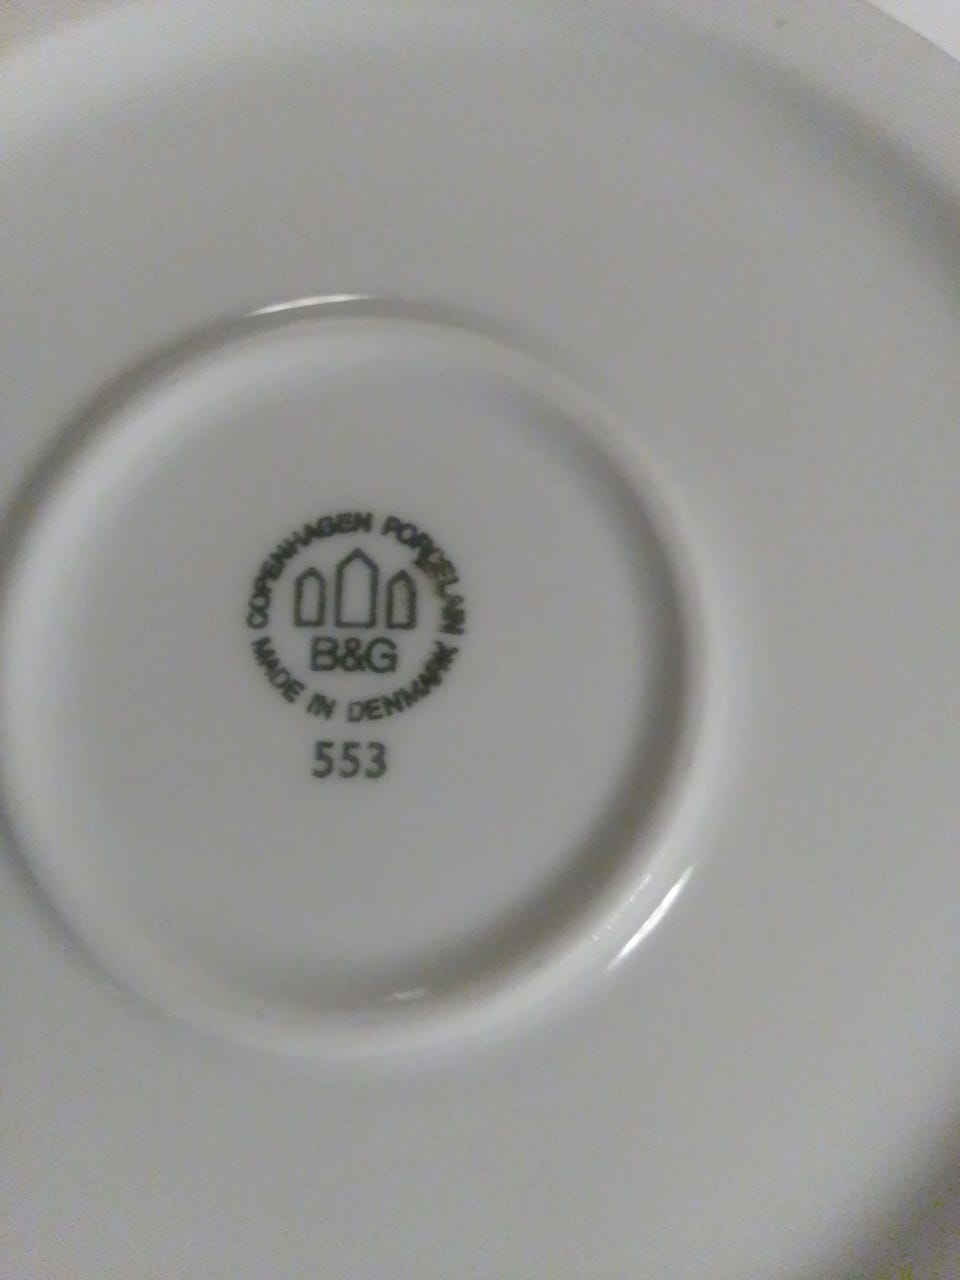 COPENHAGEN PORCELAIN
B&G
MADE IN DENMARK
553